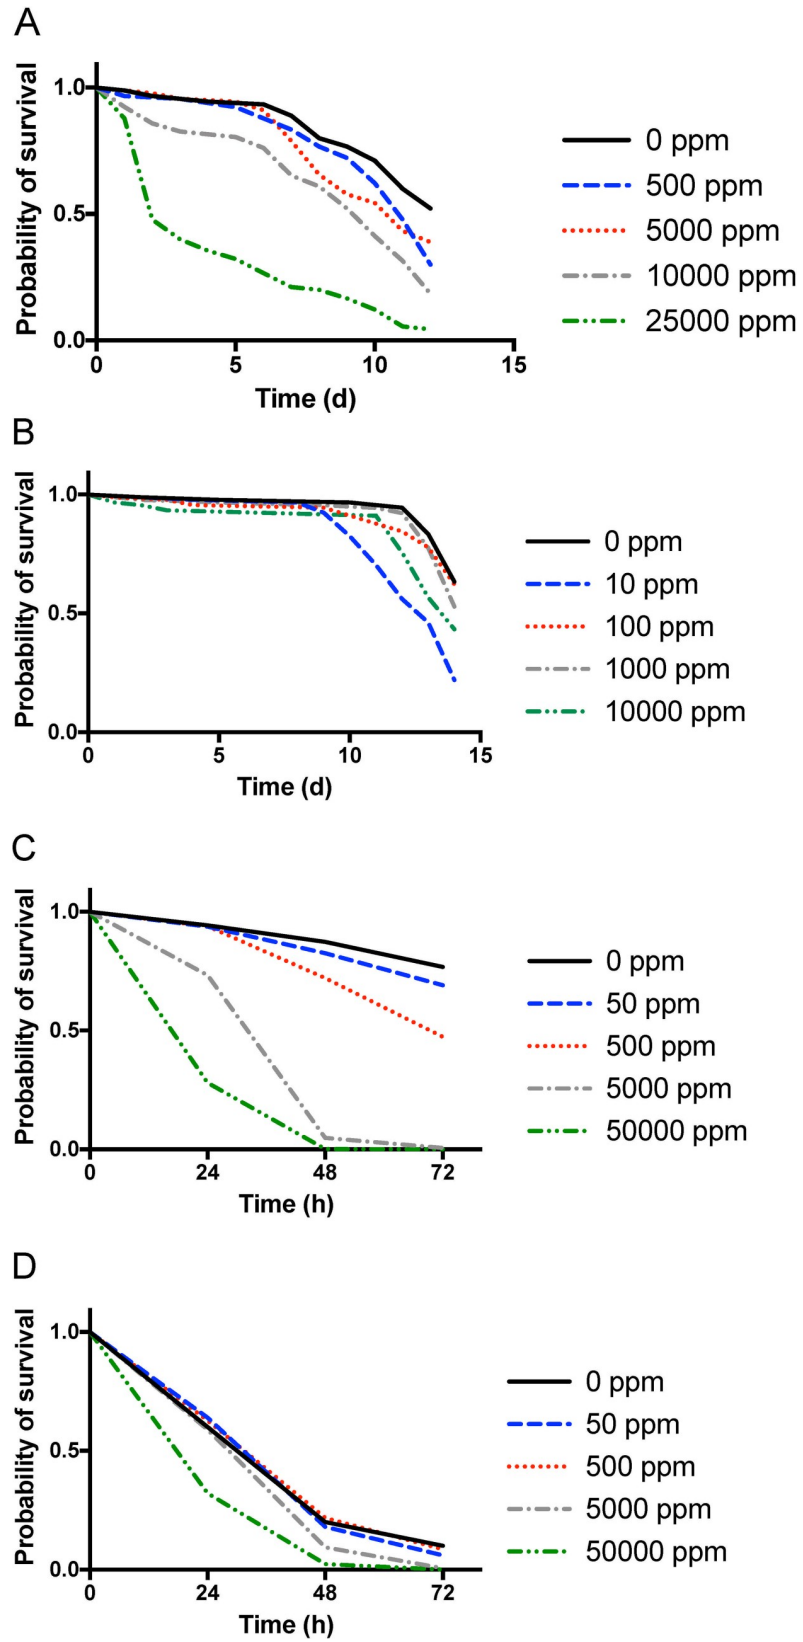 A
Probability of survival
1.0
0.5
0.0
0 5 10 15
Time (d)
0 ppm
500 ppm
5000 ppm
10000 ppm
25000 ppm
B
Probability of survival
1.0
0.5
0.0
0 5 10 15
Time (d)
0 ppm
10 ppm
100 ppm
1000 ppm
10000 ppm
C
Probability of survival
1.0
0.5
0.0
0 24 48 72
Time (h)
0 ppm
50 ppm
500 ppm
5000 ppm
50000 ppm
D
Probability of survival
1.0
0.5
0.0
0 24 48 72
Time (h)
0 ppm
50 ppm
500 ppm
5000 ppm
50000 ppm